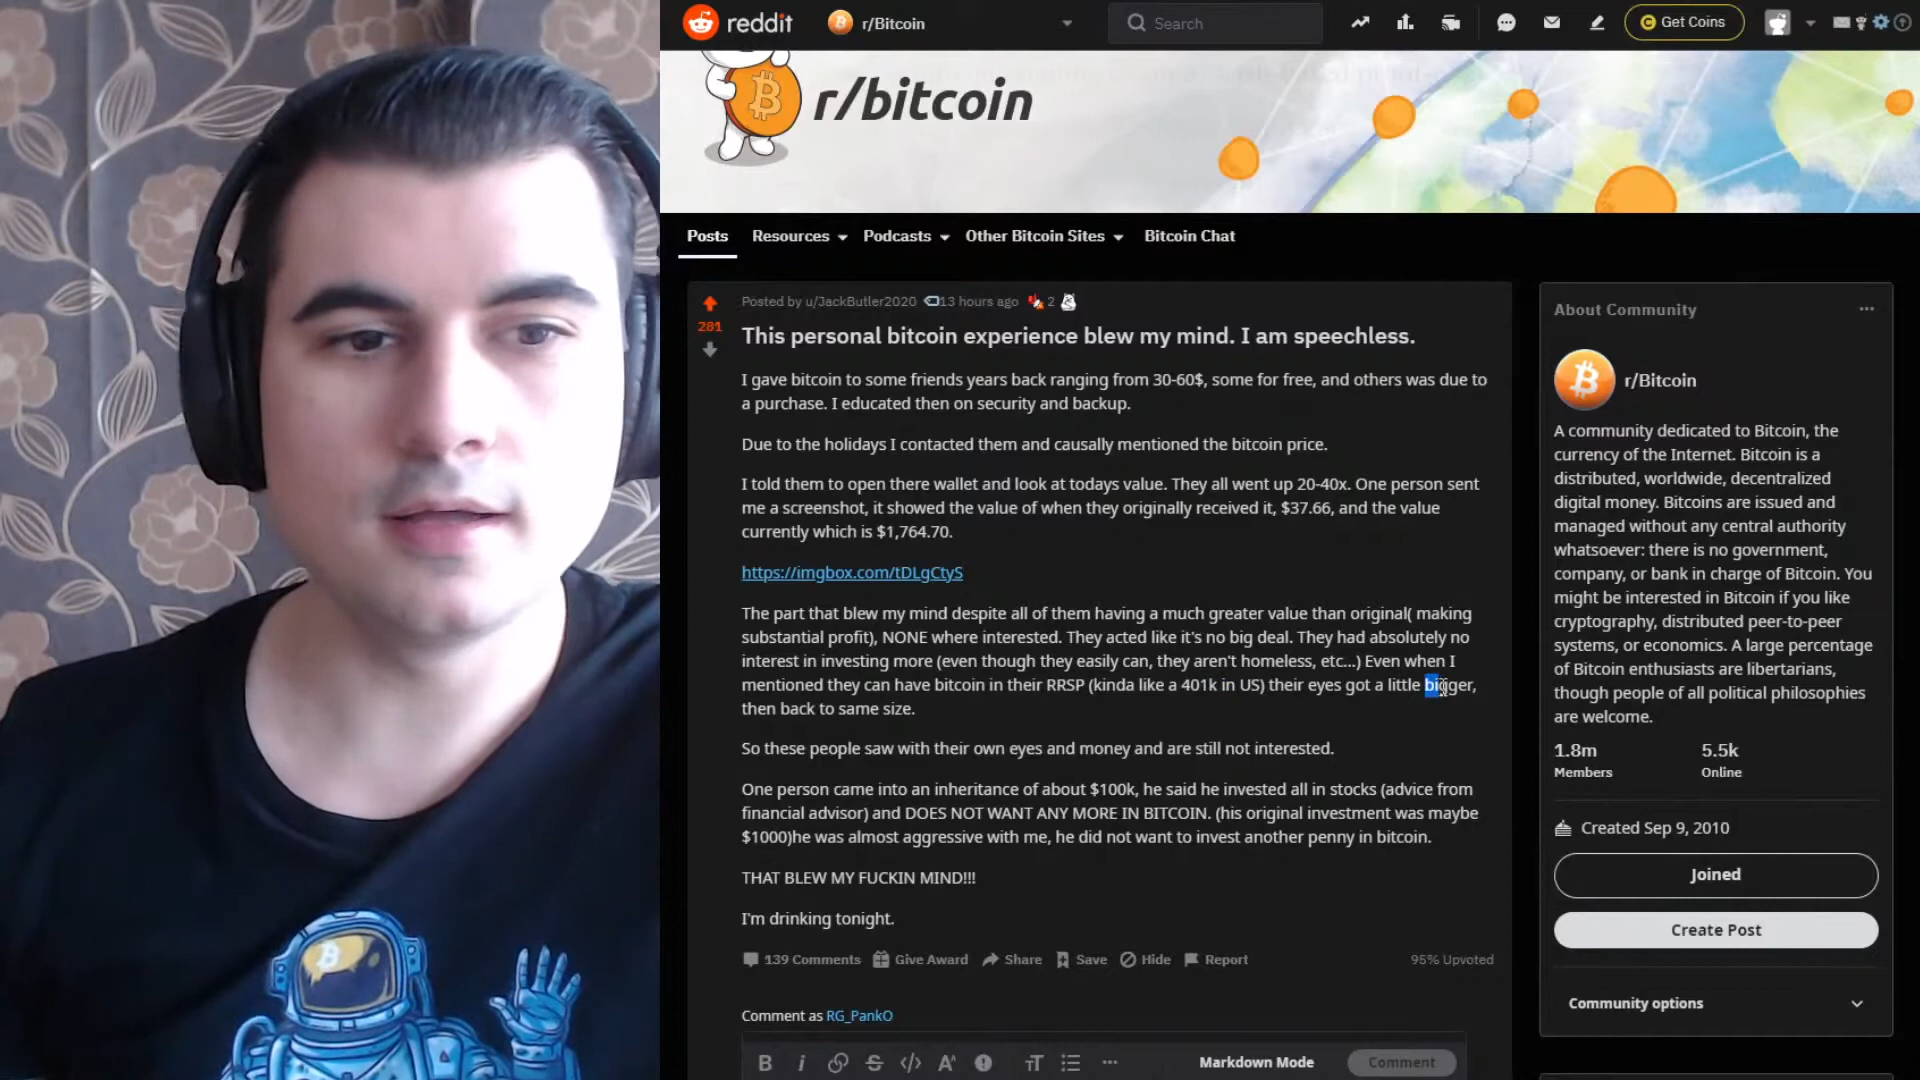 reddit
r/Bitcoin
Search
Get Coins
r/bitcoin
Posts
Resources
Podcasts
Other Bitcoin Sites
Bitcoin Chat
281
Posted by u/JackButler2020 13 hours ago 2
This personal bitcoin experience blew my mind. I am speechless.
I gave bitcoin to some friends years back ranging from 30-60$, some for free, and others was due to
a purchase. I educated then on security and backup.
Due to the holidays I contacted them and causally mentioned the bitcoin price.
I told them to open there wallet and look at todays value. They all went up 20-40x. One person sent
me a screenshot, it showed the value of when they originally received it, $37.66, and the value
currently which is $1,764.70.
https://imgbox.com/tDLgCtyS
The part that blew my mind despite all of them having a much greater value than original( making
substantial profit), NONE where interested. They acted like it's no big deal. They had absolutely no
interest in investing more (even though they easily can, they aren't homeless, etc...) Even when I
mentioned they can have bitcoin in their RRSP (kinda like a 401k in US) their eyes got a little bigger,
then back to same size.
So these people saw with their own eyes and money and are still not interested.
One person came into an inheritance of about $100k, he said he invested all in stocks (advice from
financial advisor) and DOES NOT WANT ANY MORE IN BITCOIN. (his original investment was maybe
$1000)he was almost aggressive with me, he did not want to invest another penny in bitcoin.
THAT BLEW MY FUCKIN MIND!!!
I'm drinking tonight.
139 Comments
Give Award
Share
Save
Hide
Report
95% Upvoted
Comment as RG_PankO
Markdown Mode
Comment
About Community
r/Bitcoin
A community dedicated to Bitcoin, the
currency of the Internet. Bitcoin is a
distributed, worldwide, decentralized
digital money. Bitcoins are issued and
managed without any central authority
whatsoever: there is no government,
company, or bank in charge of Bitcoin. You
might be interested in Bitcoin if you like
cryptography, distributed peer-to-peer
systems, or economics. A large percentage
of Bitcoin enthusiasts are libertarians,
though people of all political philosophies
are welcome.
1.8m
Members
5.5k
Online
Created Sep 9, 2010
Joined
Create Post
Community options